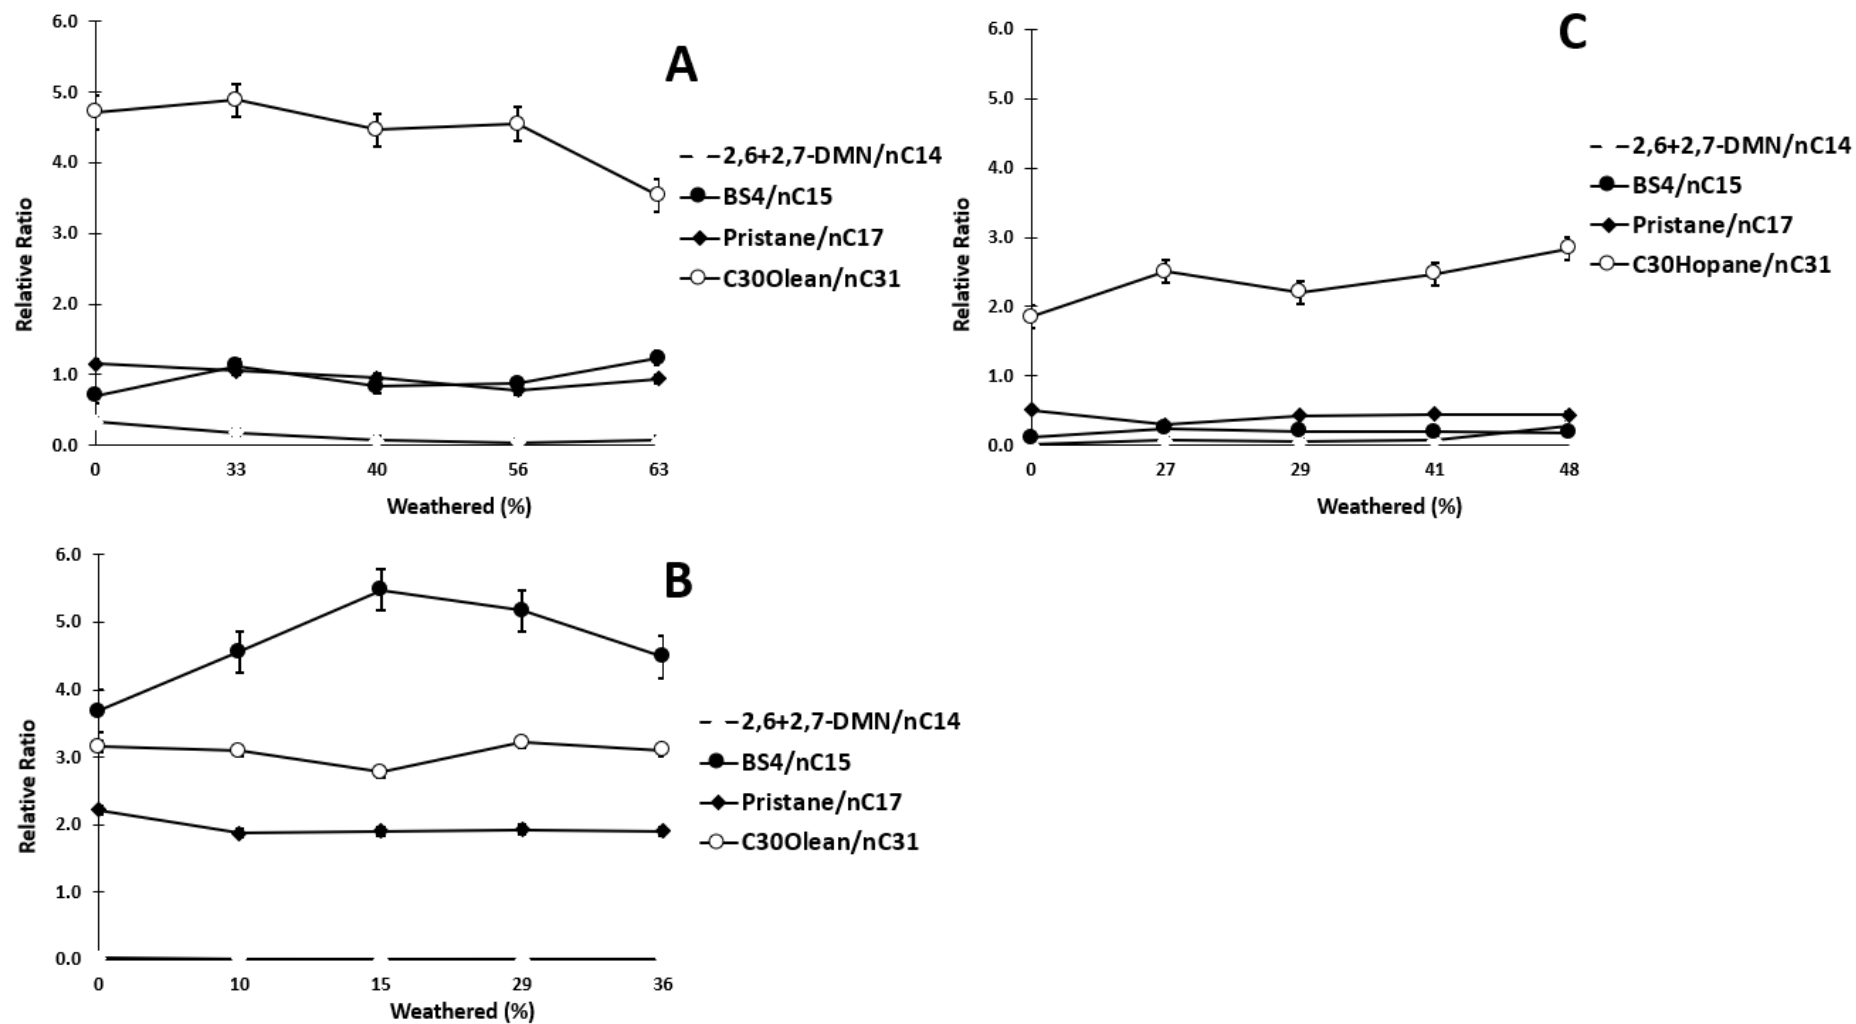 A
6.0
5.0
4.0
3.0
2.0
1.0
0.0
Relative Ratio
0 33 40 56 63
Weathered (%)
2,6+2,7-DMN/nC14
BS4/nC15
Pristane/nC17
C30Olean/nC31
C
6.0
5.0
4.0
3.0
2.0
1.0
0.0
Relative Ratio
0 27 29 41 48
Weathered (%)
2,6+2,7-DMN/nC14
BS4/nC15
Pristane/nC17
C30Hopane/nC31
B
6.0
5.0
4.0
3.0
2.0
1.0
0.0
Relative Ratio
0 10 15 29 36
Weathered (%)
2,6+2,7-DMN/nC14
BS4/nC15
Pristane/nC17
C30Olean/nC31